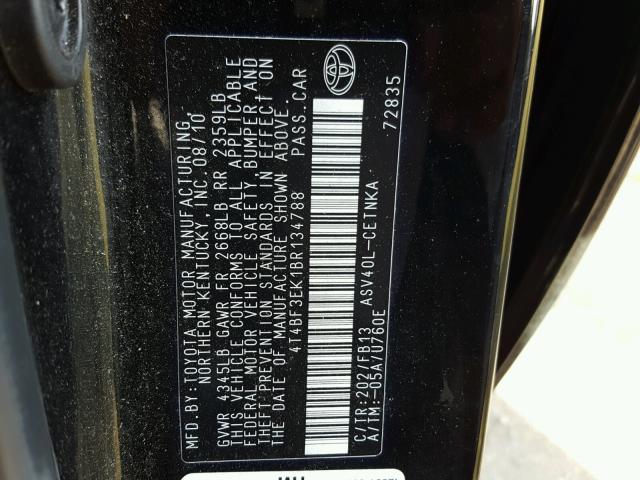 MFD. BY: TOYOTA MOTOR MANUFACTURING,
NORTHERN KENTUCKY, INC. 08/10
GVWR 4345LB GAWR FR 2668LB RR 2359LB
THIS VEHICLE CONFORMS TO ALL APPLICABLE
FEDERAL MOTOR VEHICLE SAFETY, BUMPER, AND
THEFT PREVENTION STANDARDS IN EFFECT ON
THE DATE OF MANUFACTURE SHOWN ABOVE.
4T4BF3EK1BR134788 PASS. CAR
C/TR:202/FB13 ASV40L-CETNKA
A/TM:-05A/U760E
72835